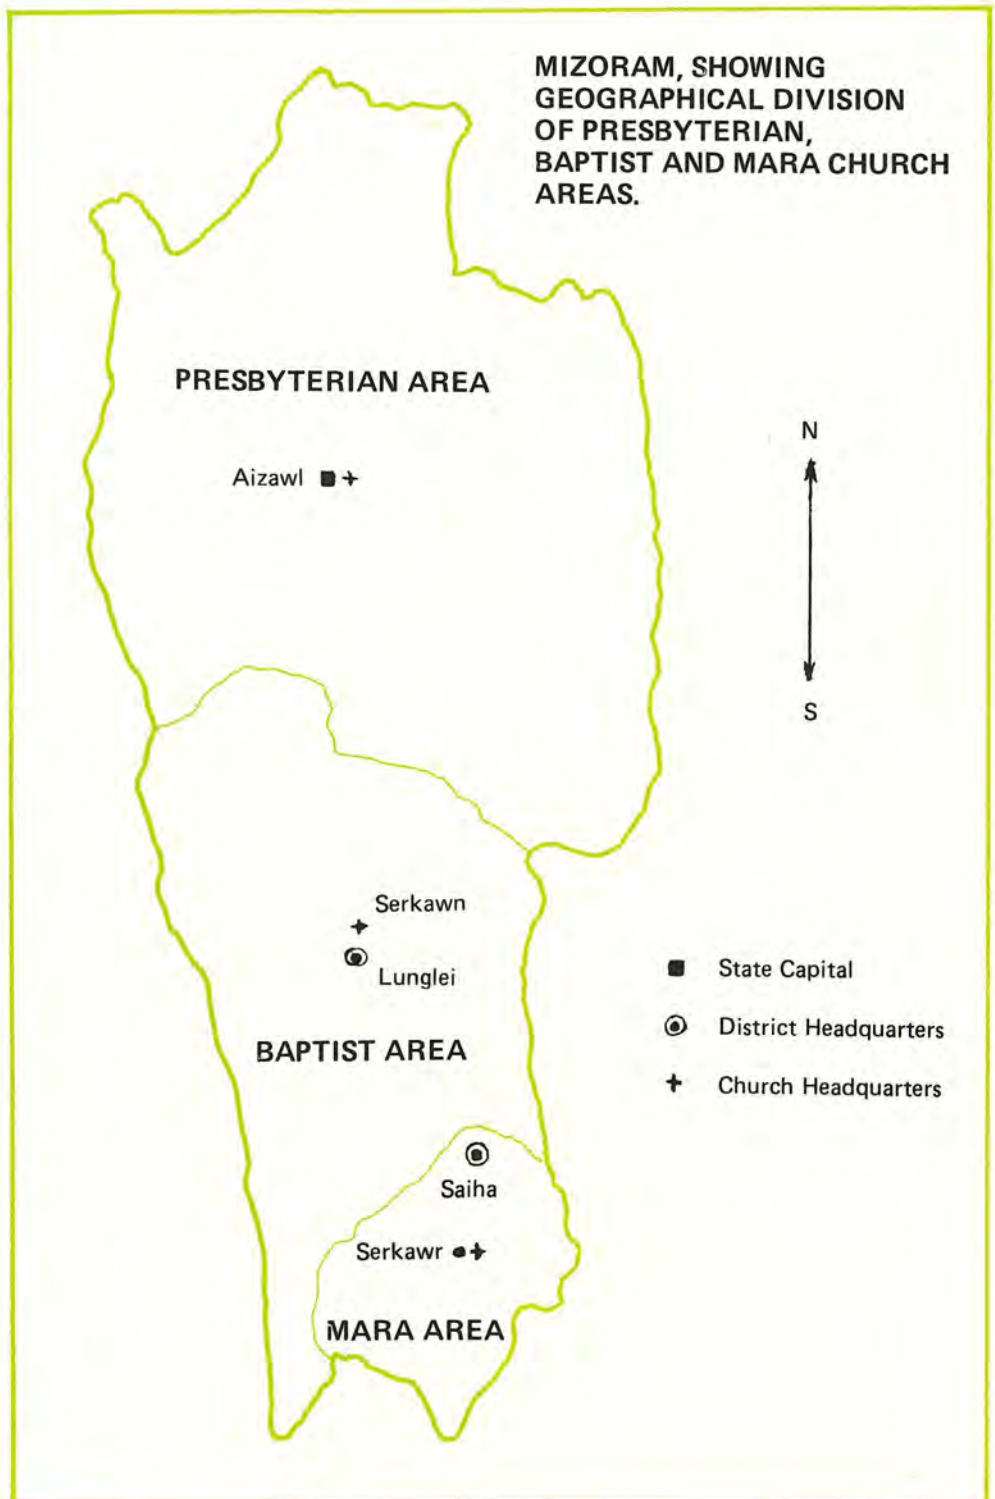 MIZORAM, SHOWING
GEOGRAPHICAL DIVISION
OF PRESBYTERIAN,
BAPTIST AND MARA CHURCH
AREAS.
PRESBYTERIAN AREA
N
Aizawl
S
Serkawn
Lunglei
State Capital
District Headquarters
BAPTIST AREA
Church Headquarters
Saiha
Serkawr
MARA AREA